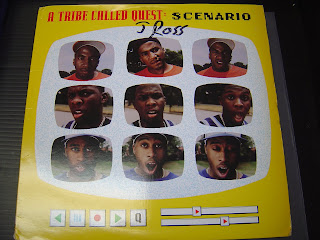 A TRIBE CALLED QUEST: SCENARIO
J Ross
Q